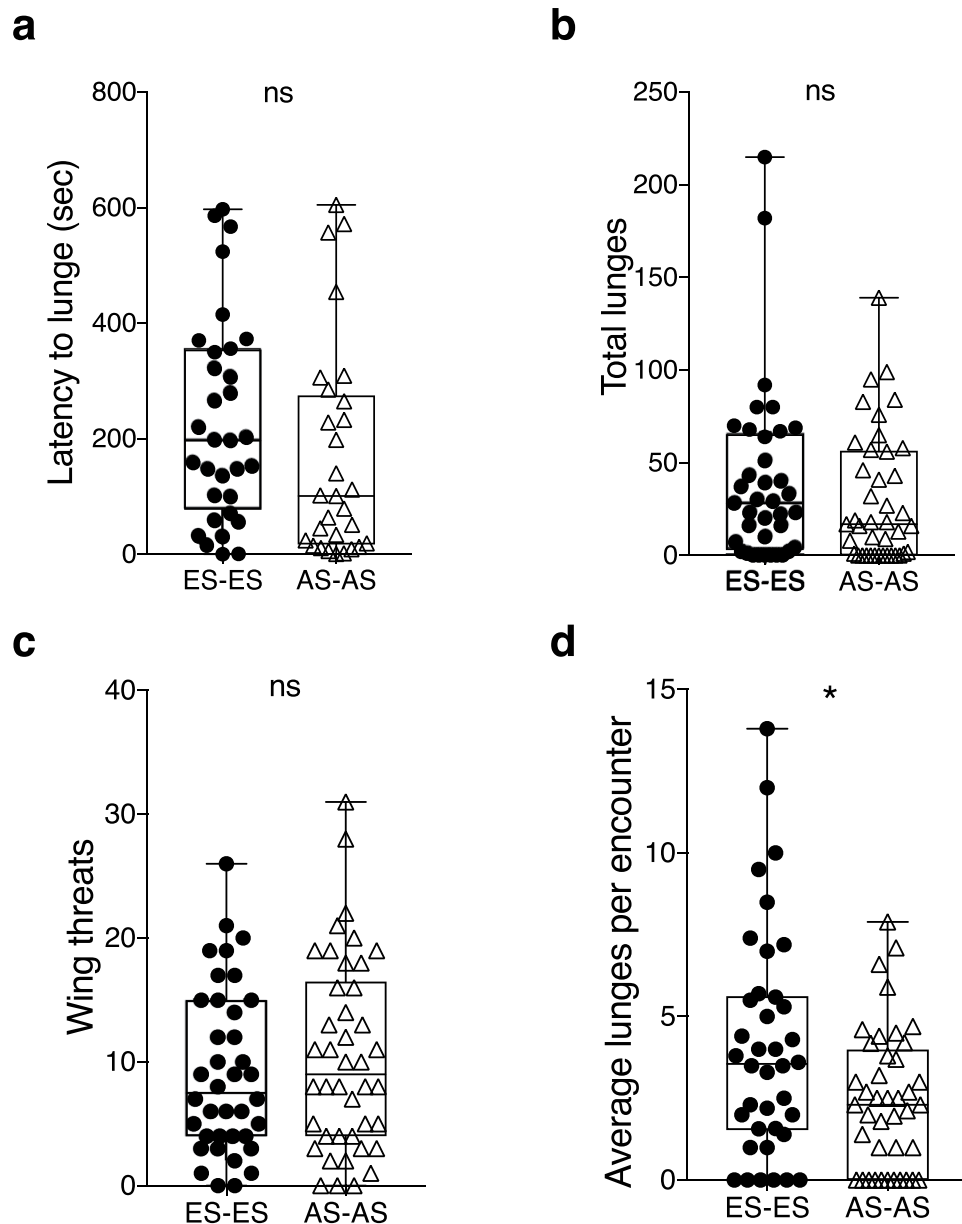 a
ns
Latency to lunge (sec)
800
600
400
200
0
ES-ES AS-AS
b
ns
Total lunges
250
200
150
100
50
0
ES-ES AS-AS
c
ns
Wing threats
40
30
20
10
0
ES-ES AS-AS
d
*
Average lunges per encounter
15
10
5
0
ES-ES AS-AS